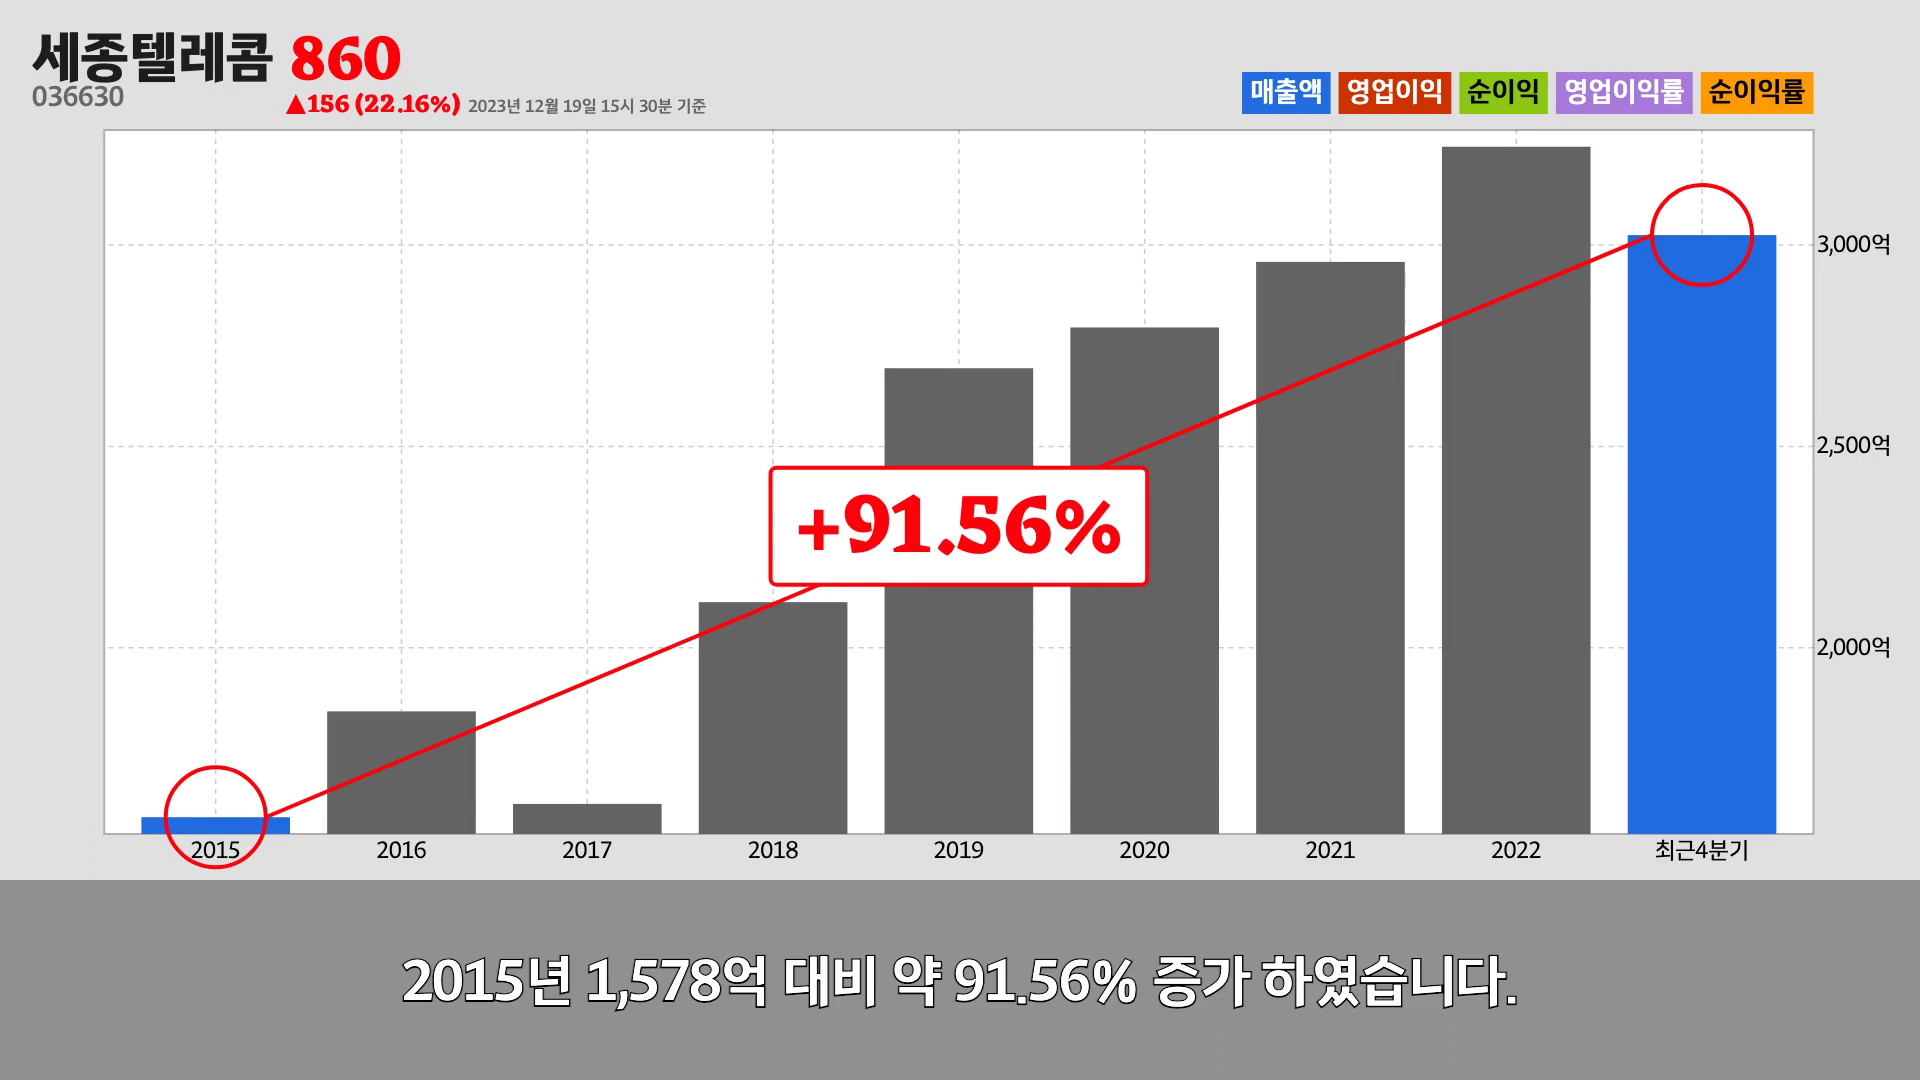 세종텔레콤 860
036630
▲156 (22.16%) 2023년 12월 19일 15시 30분 기준
매출액 영업이익 순이익 영업이익률 순이익률
3,000억
2,500억
2,000억
+91.56%
2015 2016 2017 2018 2019 2020 2021 2022 최근4분기
2015년 1,578억 대비 약 91.56% 증가 하였습니다.